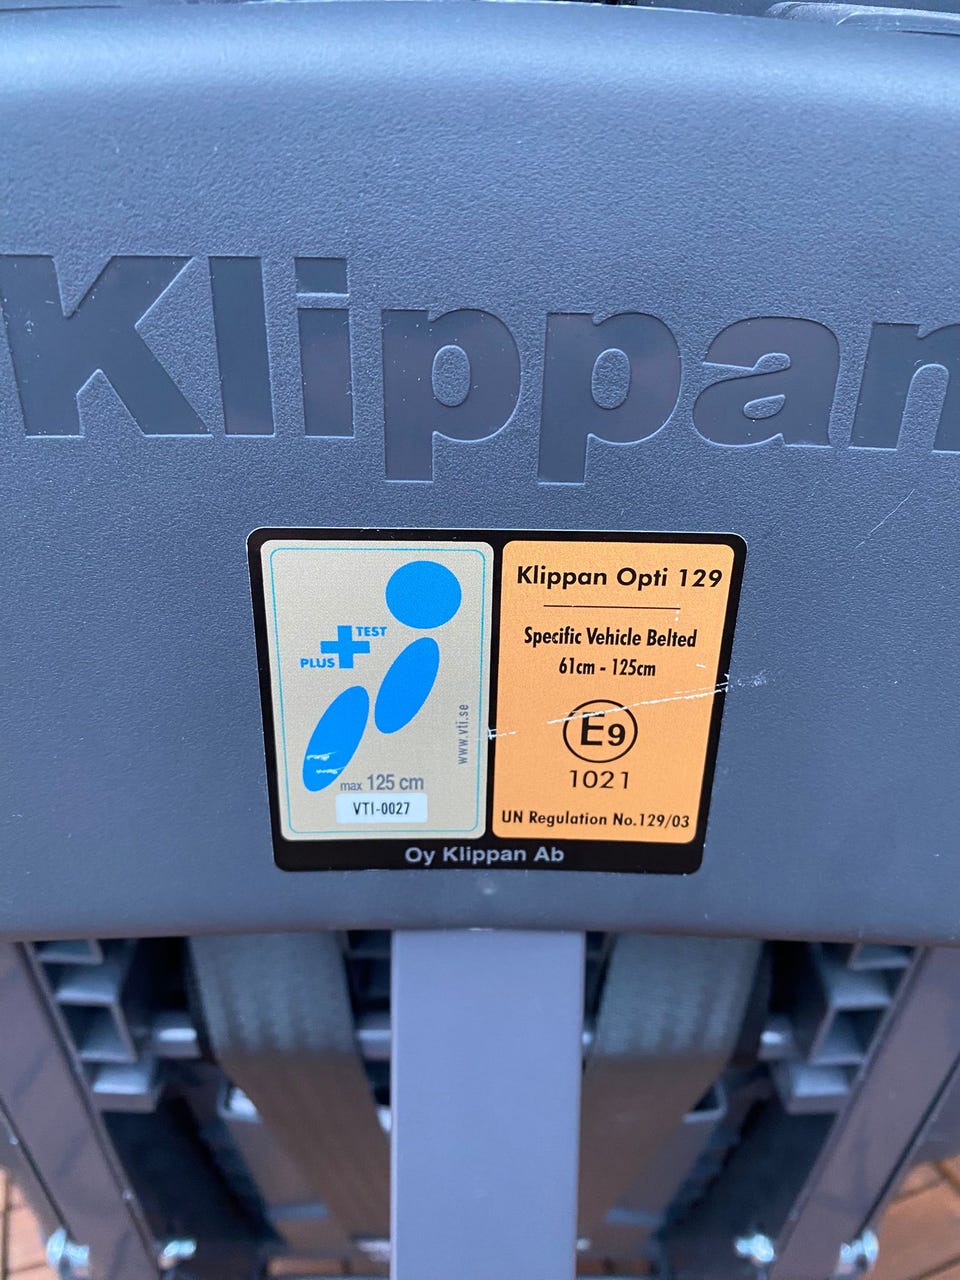 Klippan
TEST
PLUS
www.vti.se
max 125 cm
VTI-0027
Klippan Opti 129
Specific Vehicle Belted
61cm - 125cm
E9
1021
UN Regulation No.129/03
Oy Klippan Ab